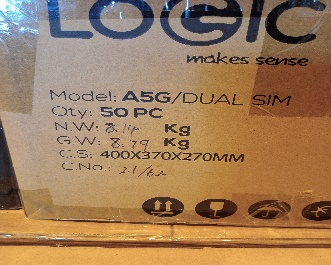 LOGIC
makes sense
Model: A5G/DUAL SIM
Qty: 50 PC
N.W: 8.14 Kg
G.W: 8.79 Kg
C.S: 400X370X270MM
C.No: 21/62